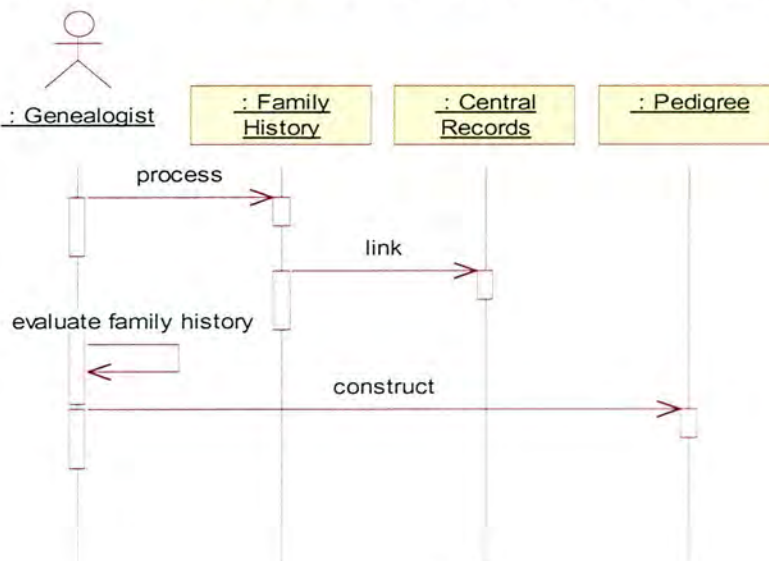 : Genealogist
: Family
History
: Central
Records
: Pedigree
process
link
evaluate family history
construct